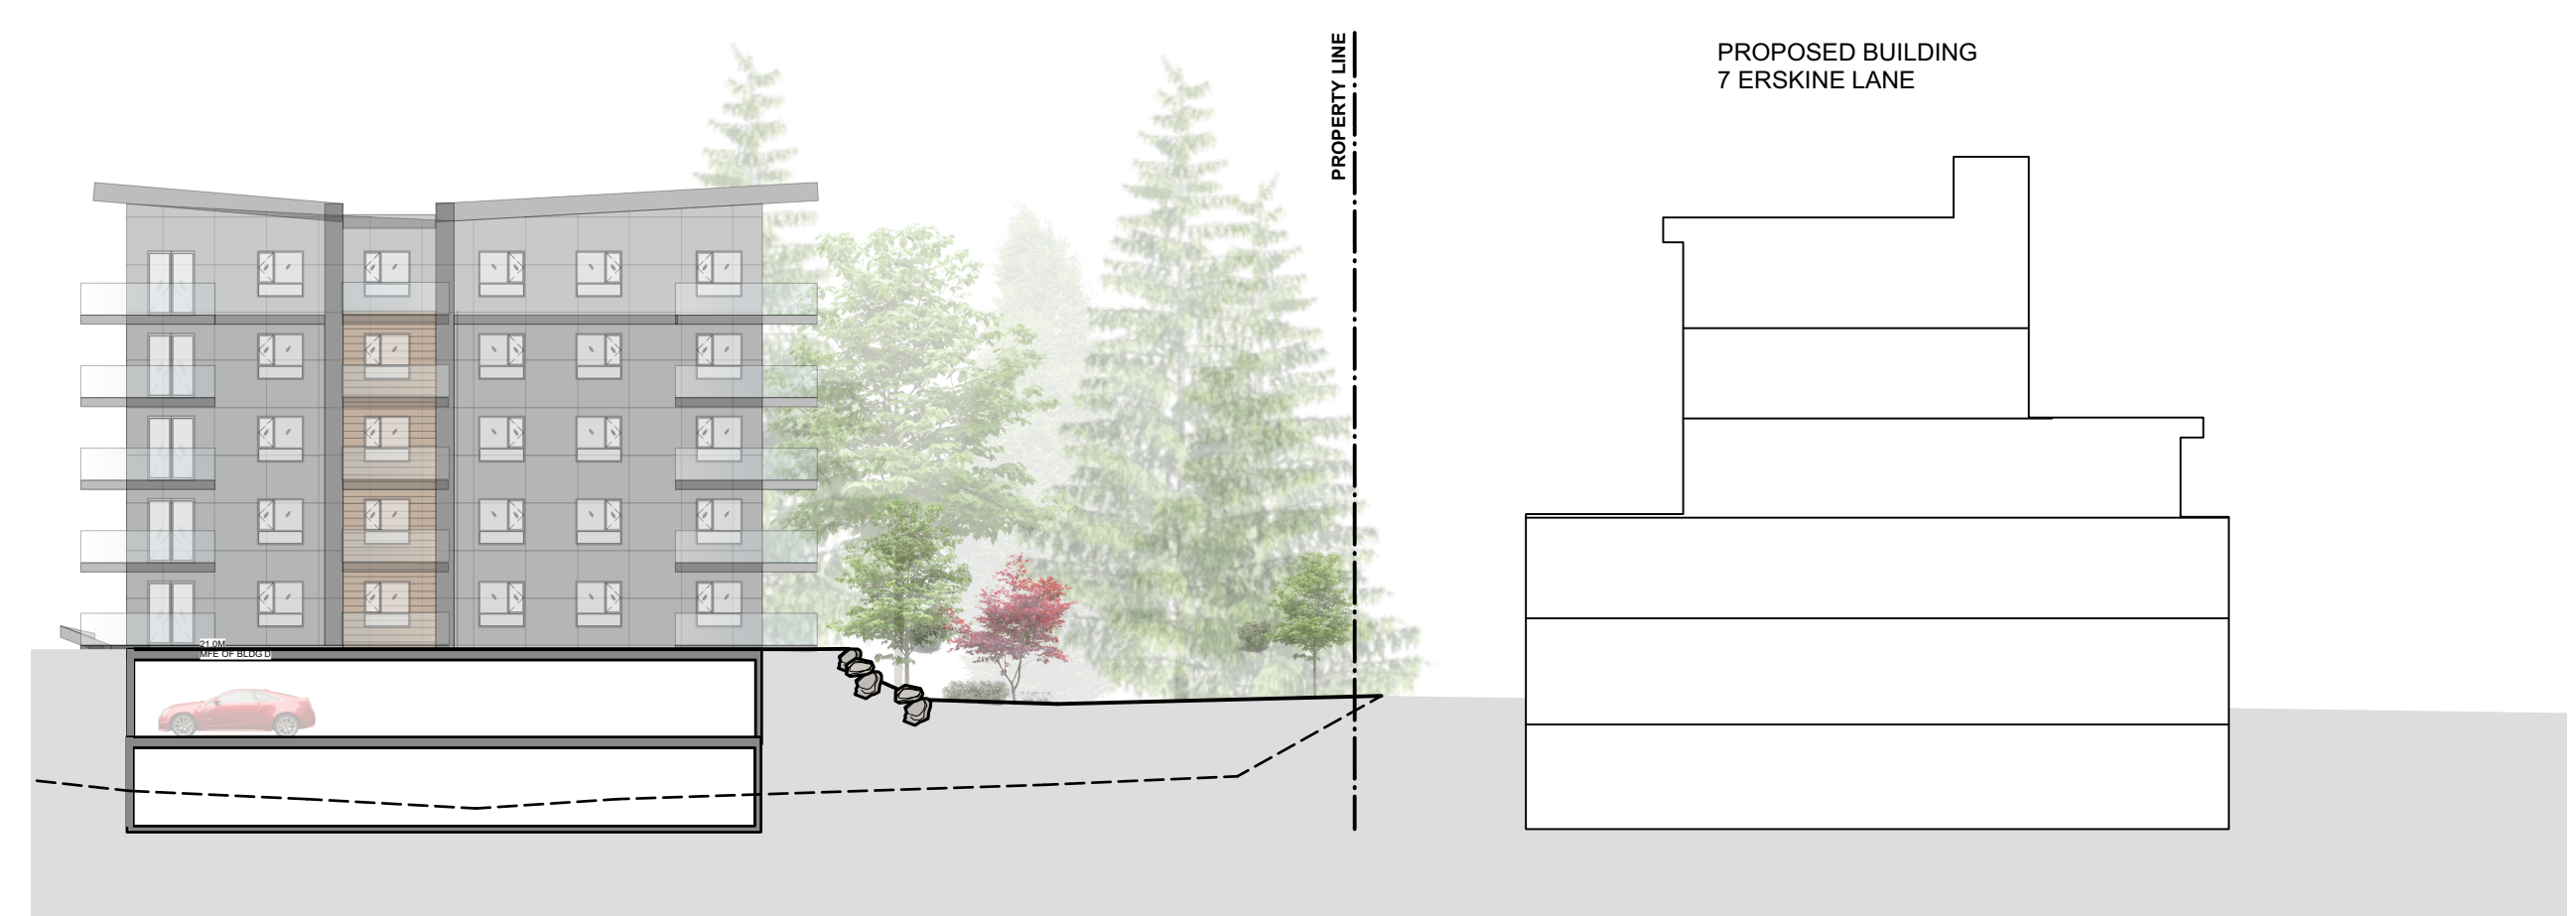 PROPERTY LINE
PROPOSED BUILDING
7 ERSKINE LANE
21.0M
MFE OF BLDG D